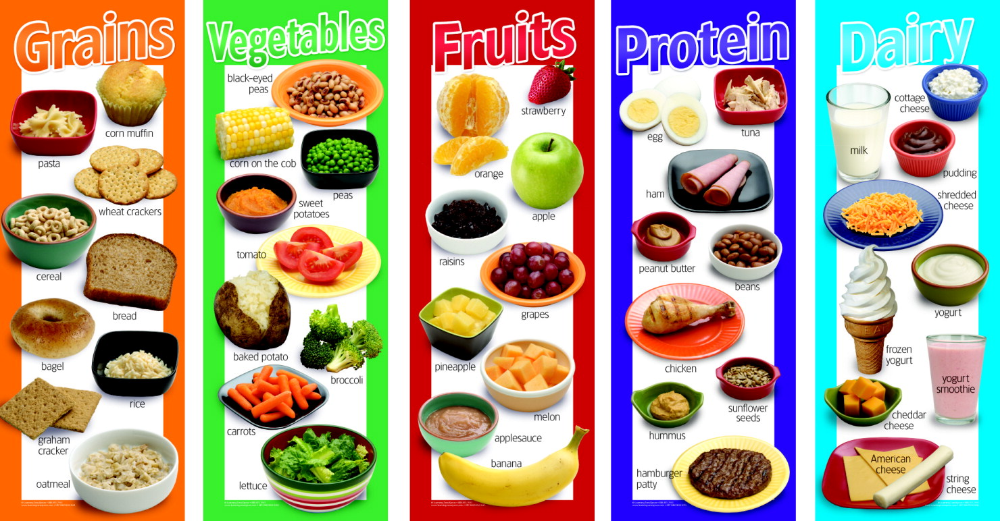 Grains
corn muffin
pasta
wheat crackers
cereal
bread
bagel
rice
graham
cracker
oatmeal
Vegetables
black-eyed
peas
corn on the cob
peas
sweet
potatoes
tomato
baked potato
broccoli
carrots
lettuce
Fruits
strawberry
orange
apple
raisins
grapes
pineapple
melon
applesauce
banana
Protein
egg
tuna
ham
peanut butter
beans
chicken
sunflower
seeds
hummus
hamburger
patty
Dairy
cottage
cheese
milk
pudding
shredded
cheese
yogurt
frozen
yogurt
yogurt
smoothie
cheddar
cheese
American
cheese
string
cheese